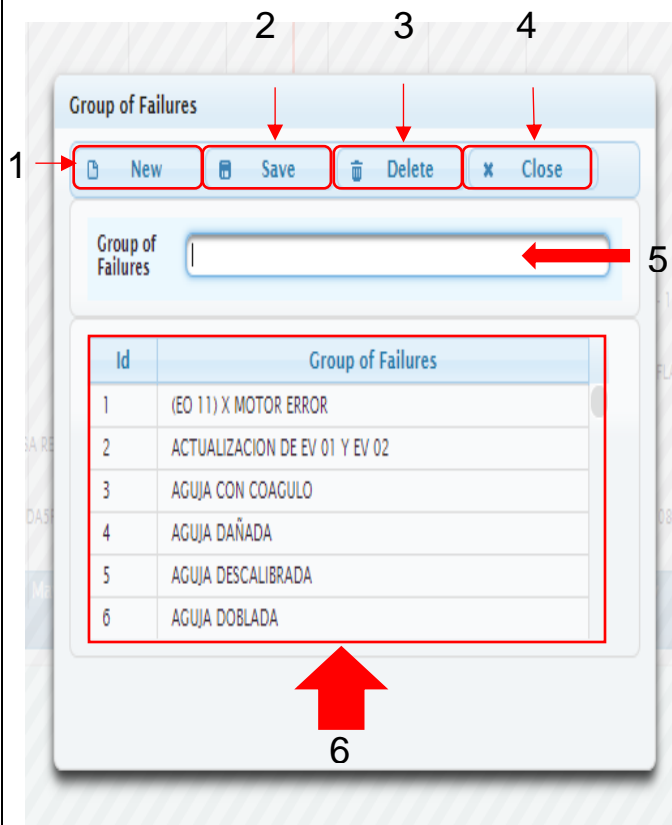 2 3 4
Group of Failures
1
New Save Delete Close
Group of
Failures
5
Id Group of Failures
1 (EO 11) X MOTOR ERROR
2 ACTUALIZACION DE EV 01 Y EV 02
3 AGUJA CON COAGULO
4 AGUJA DAÑADA
5 AGUJA DESCALIBRADA
6 AGUJA DOBLADA
6